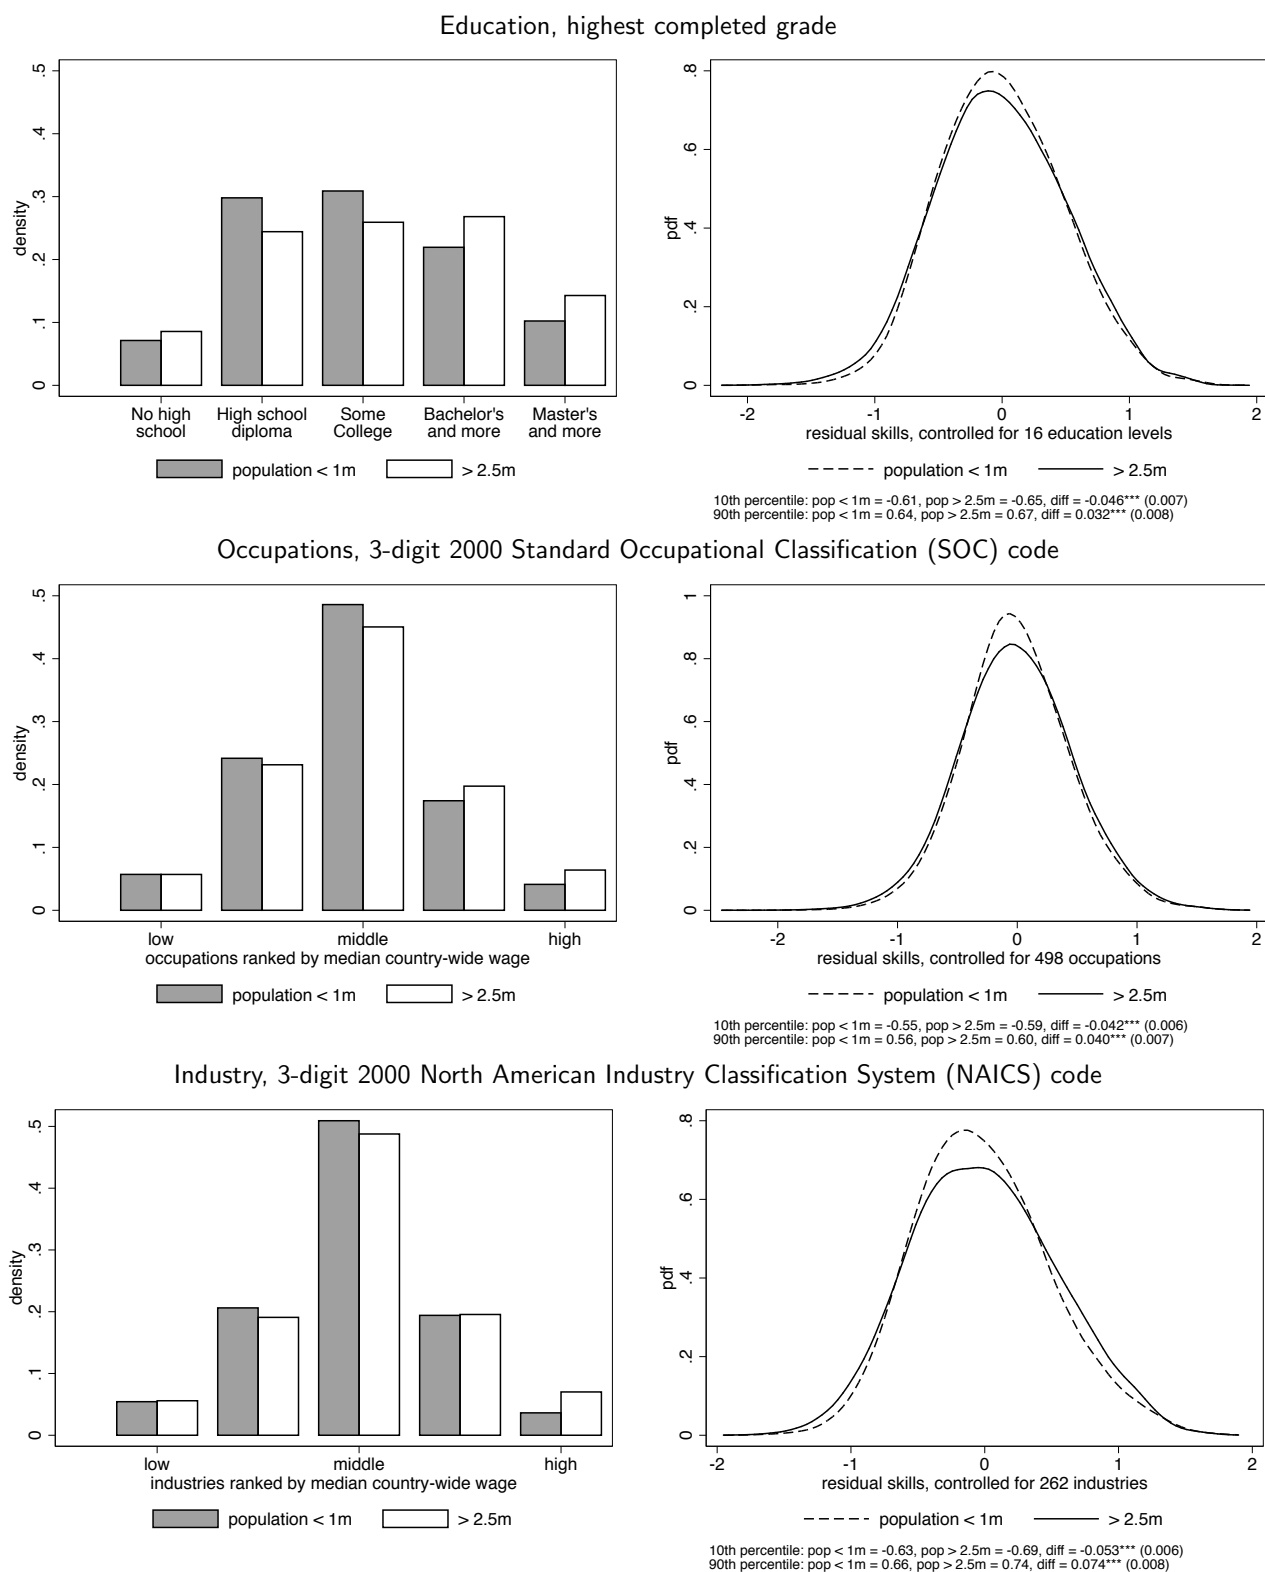 Education, highest completed grade
.5
.4
.3
.2
.1
0
density
No high school
High school diploma
Some College
Bachelor's and more
Master's and more
population < 1m
> 2.5m
.8
.6
.4
.2
0
pdf
-2 -1 0 1 2
residual skills, controlled for 16 education levels
population < 1m
> 2.5m
10th percentile: pop < 1m = -0.61, pop > 2.5m = -0.65, diff = -0.046*** (0.007)
90th percentile: pop < 1m = 0.64, pop > 2.5m = 0.67, diff = 0.032*** (0.008)
Occupations, 3-digit 2000 Standard Occupational Classification (SOC) code
.5
.4
.3
.2
.1
0
density
low middle high
occupations ranked by median country-wide wage
population < 1m
> 2.5m
1
.8
.6
.4
.2
0
pdf
-2 -1 0 1 2
residual skills, controlled for 498 occupations
population < 1m
> 2.5m
10th percentile: pop < 1m = -0.55, pop > 2.5m = -0.59, diff = -0.042*** (0.006)
90th percentile: pop < 1m = 0.56, pop > 2.5m = 0.60, diff = 0.040*** (0.007)
Industry, 3-digit 2000 North American Industry Classification System (NAICS) code
.5
.4
.3
.2
.1
0
density
low middle high
industries ranked by median country-wide wage
population < 1m
> 2.5m
.8
.6
.4
.2
0
pdf
-2 -1 0 1 2
residual skills, controlled for 262 industries
population < 1m
> 2.5m
10th percentile: pop < 1m = -0.63, pop > 2.5m = -0.69, diff = -0.053*** (0.006)
90th percentile: pop < 1m = 0.66, pop > 2.5m = 0.74, diff = 0.074*** (0.008)